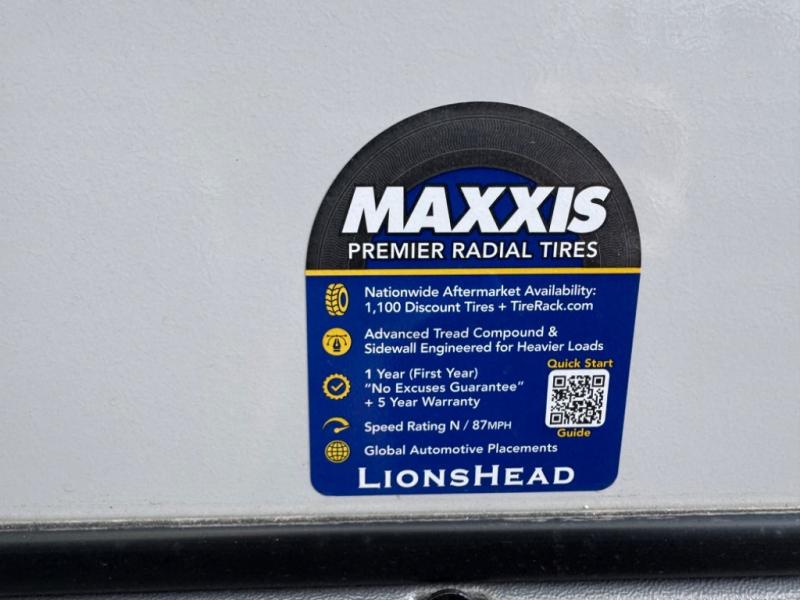 MAXXIS
PREMIER RADIAL TIRES
Nationwide Aftermarket Availability:
1,100 Discount Tires + TireRack.com
Advanced Tread Compound &
Sidewall Engineered for Heavier Loads
1 Year (First Year)
"No Excuses Guarantee"
+ 5 Year Warranty
Quick Start
Guide
Speed Rating N / 87MPH
Global Automotive Placements
LIONSHEAD